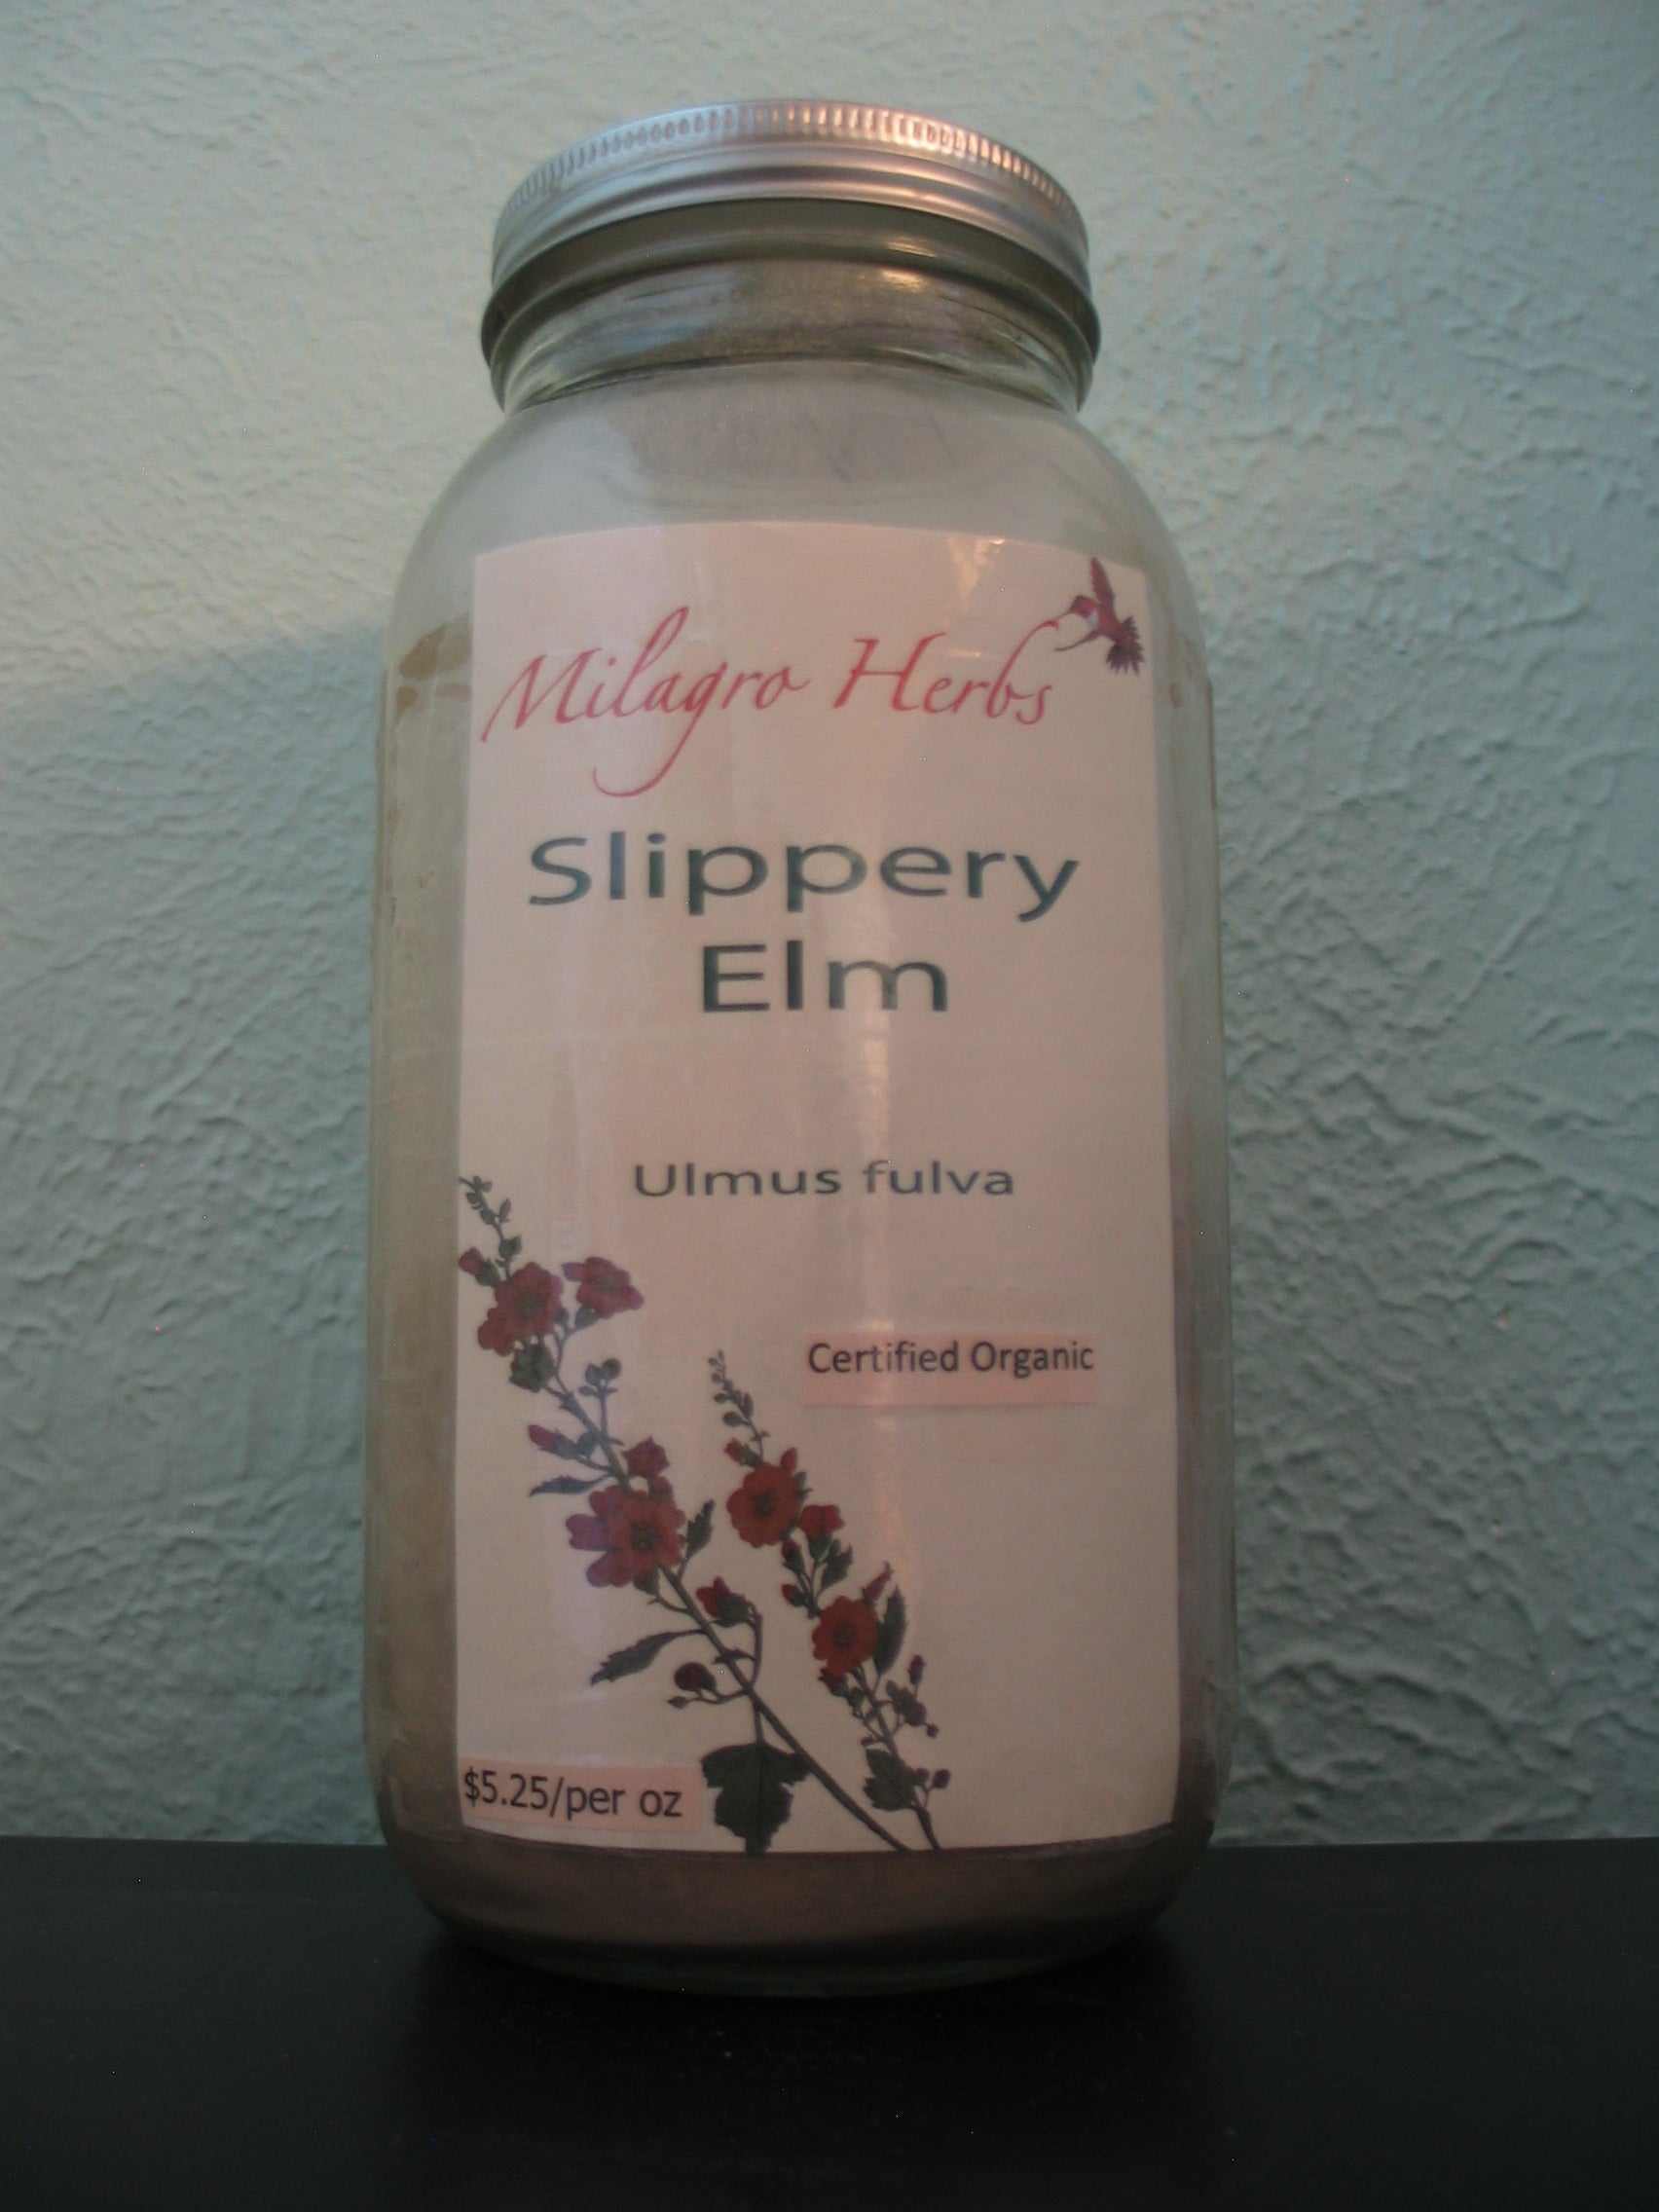 Milagro Herbs
Slippery
Elm
Ulmus fulva
Certified Organic
$5.25/per oz